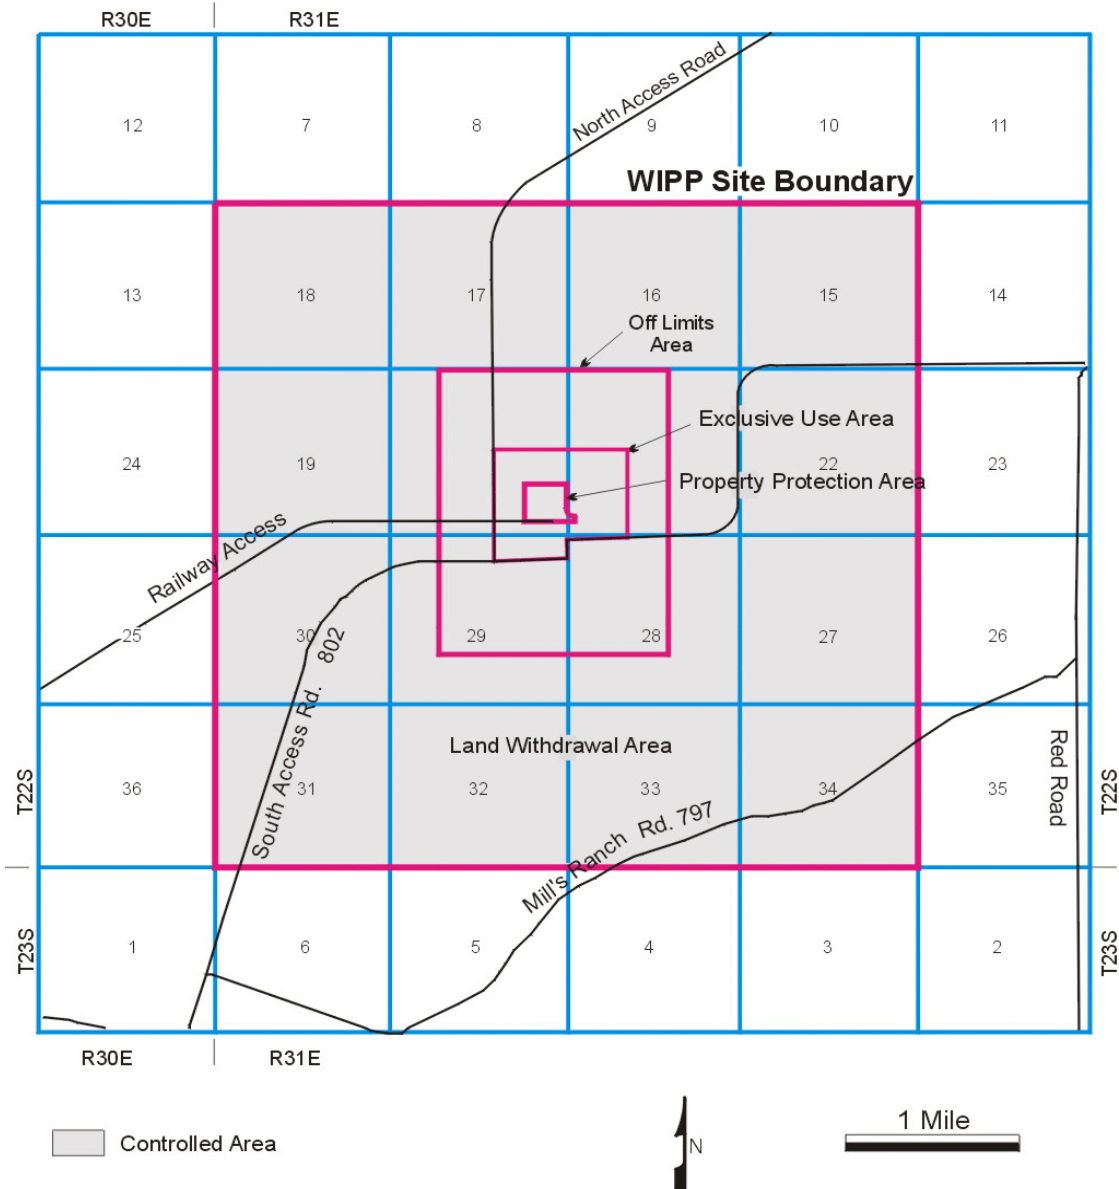 R30E
R31E
12
7
8
North Access Road
9
10
11
WIPP Site Boundary
13
18
17
16
15
14
Off Limits
Area
Exclusive Use Area
24
19
22
23
Property Protection Area
Railway Access
25
30
802
29
28
27
26
South Access Rd.
Land Withdrawal Area
Red Road
T22S
36
31
32
33
34
35
T22S
Mill's Ranch Rd. 797
T23S
1
6
5
4
3
2
T23S
R30E
R31E
Controlled Area
N
1 Mile